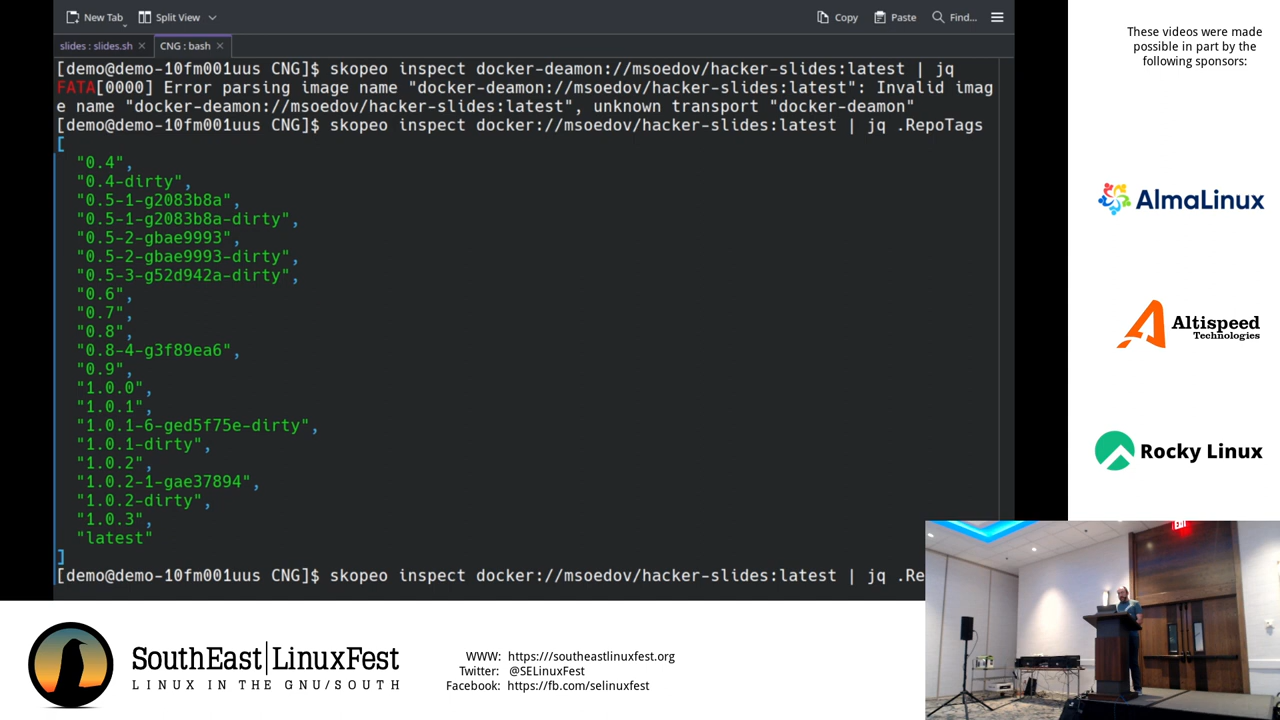 New Tab
Split View
Copy
Paste
Find...
slides : slides.sh
CNG : bash
[demo@demo-10fm001uus CNG]$ skopeo inspect docker-deamon://msoedov/hacker-slides:latest | jq
FATA[0000] Error parsing image name "docker-deamon://msoedov/hacker-slides:latest": Invalid imag
e name "docker-deamon://msoedov/hacker-slides:latest", unknown transport "docker-deamon"
[demo@demo-10fm001uus CNG]$ skopeo inspect docker://msoedov/hacker-slides:latest | jq .RepoTags
[
"0.4",
"0.4-dirty",
"0.5-1-g2083b8a",
"0.5-1-g2083b8a-dirty",
"0.5-2-gbae9993",
"0.5-2-gbae9993-dirty",
"0.5-3-g52d942a-dirty",
"0.6",
"0.7",
"0.8",
"0.8-4-g3f89ea6",
"0.9",
"1.0.0",
"1.0.1",
"1.0.1-6-ged5f75e-dirty",
"1.0.1-dirty",
"1.0.2",
"1.0.2-1-gae37894",
"1.0.2-dirty",
"1.0.3",
"latest"
]
[demo@demo-10fm001uus CNG]$ skopeo inspect docker://msoedov/hacker-slides:latest | jq .Re
These videos were made
possible in part by the
following sponsors:
AlmaLinux
Altispeed
Technologies
Rocky Linux
EXIT
SouthEast|LinuxFest
LINUX IN THE GNU/SOUTH
WWW: https:///southeastlinuxfest.org
Twitter: @SELinuxFest
Facebook: https://fb.com/selinuxfest